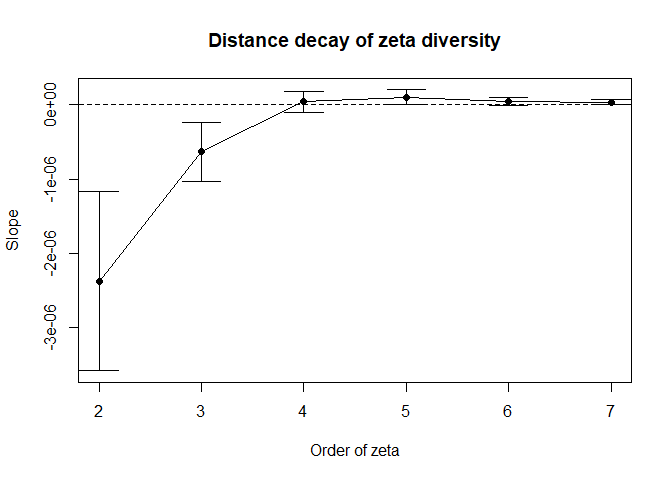 Distance decay of zeta diversity
Slope
0e+00
-1e-06
-2e-06
-3e-06
2 3 4 5 6 7
Order of zeta